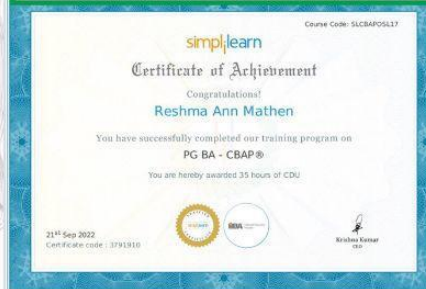 Course Code: SLCBAPOSL17
simplilearn
Certificate of Achievement
Congratulations!
Reshma Ann Mathen
You have successfully completed our training program on
PG BA - CBAP®
You are hereby awarded 35 hours of CDU
21st Sep 2022
Certificate code : 3791910
Krishna Kumar
CEO